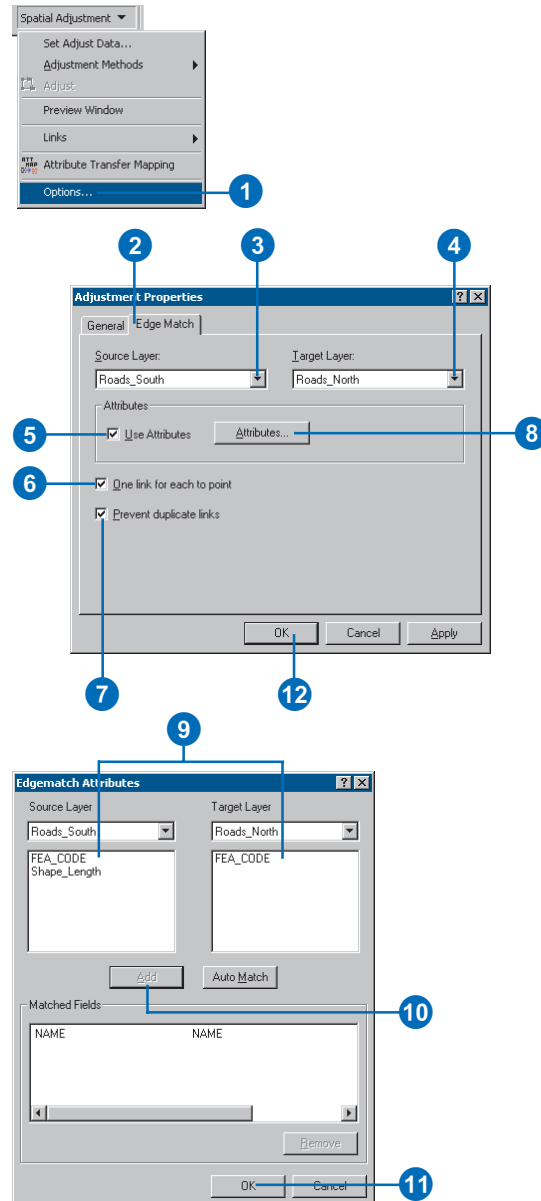 Spatial Adjustment
Set Adjust Data...
Adjustment Methods
Adjust
Preview Window
Links
ATT MAP
Attribute Transfer Mapping
Options...
1
2
3
4
Adjustment Properties
General
Edge Match
Source Layer:
Target Layer:
Roads_South
Roads_North
Attributes
5
Use Attributes
Attributes...
8
6
One link for each to point
Prevent duplicate links
OK
Cancel
Apply
7
12
9
Edgematch Attributes
Source Layer
Target Layer
Roads_South
Roads_North
FEA_CODE
Shape_Length
FEA_CODE
Add
Auto Match
10
Matched Fields
NAME
NAME
Remove
OK
Cancel
11